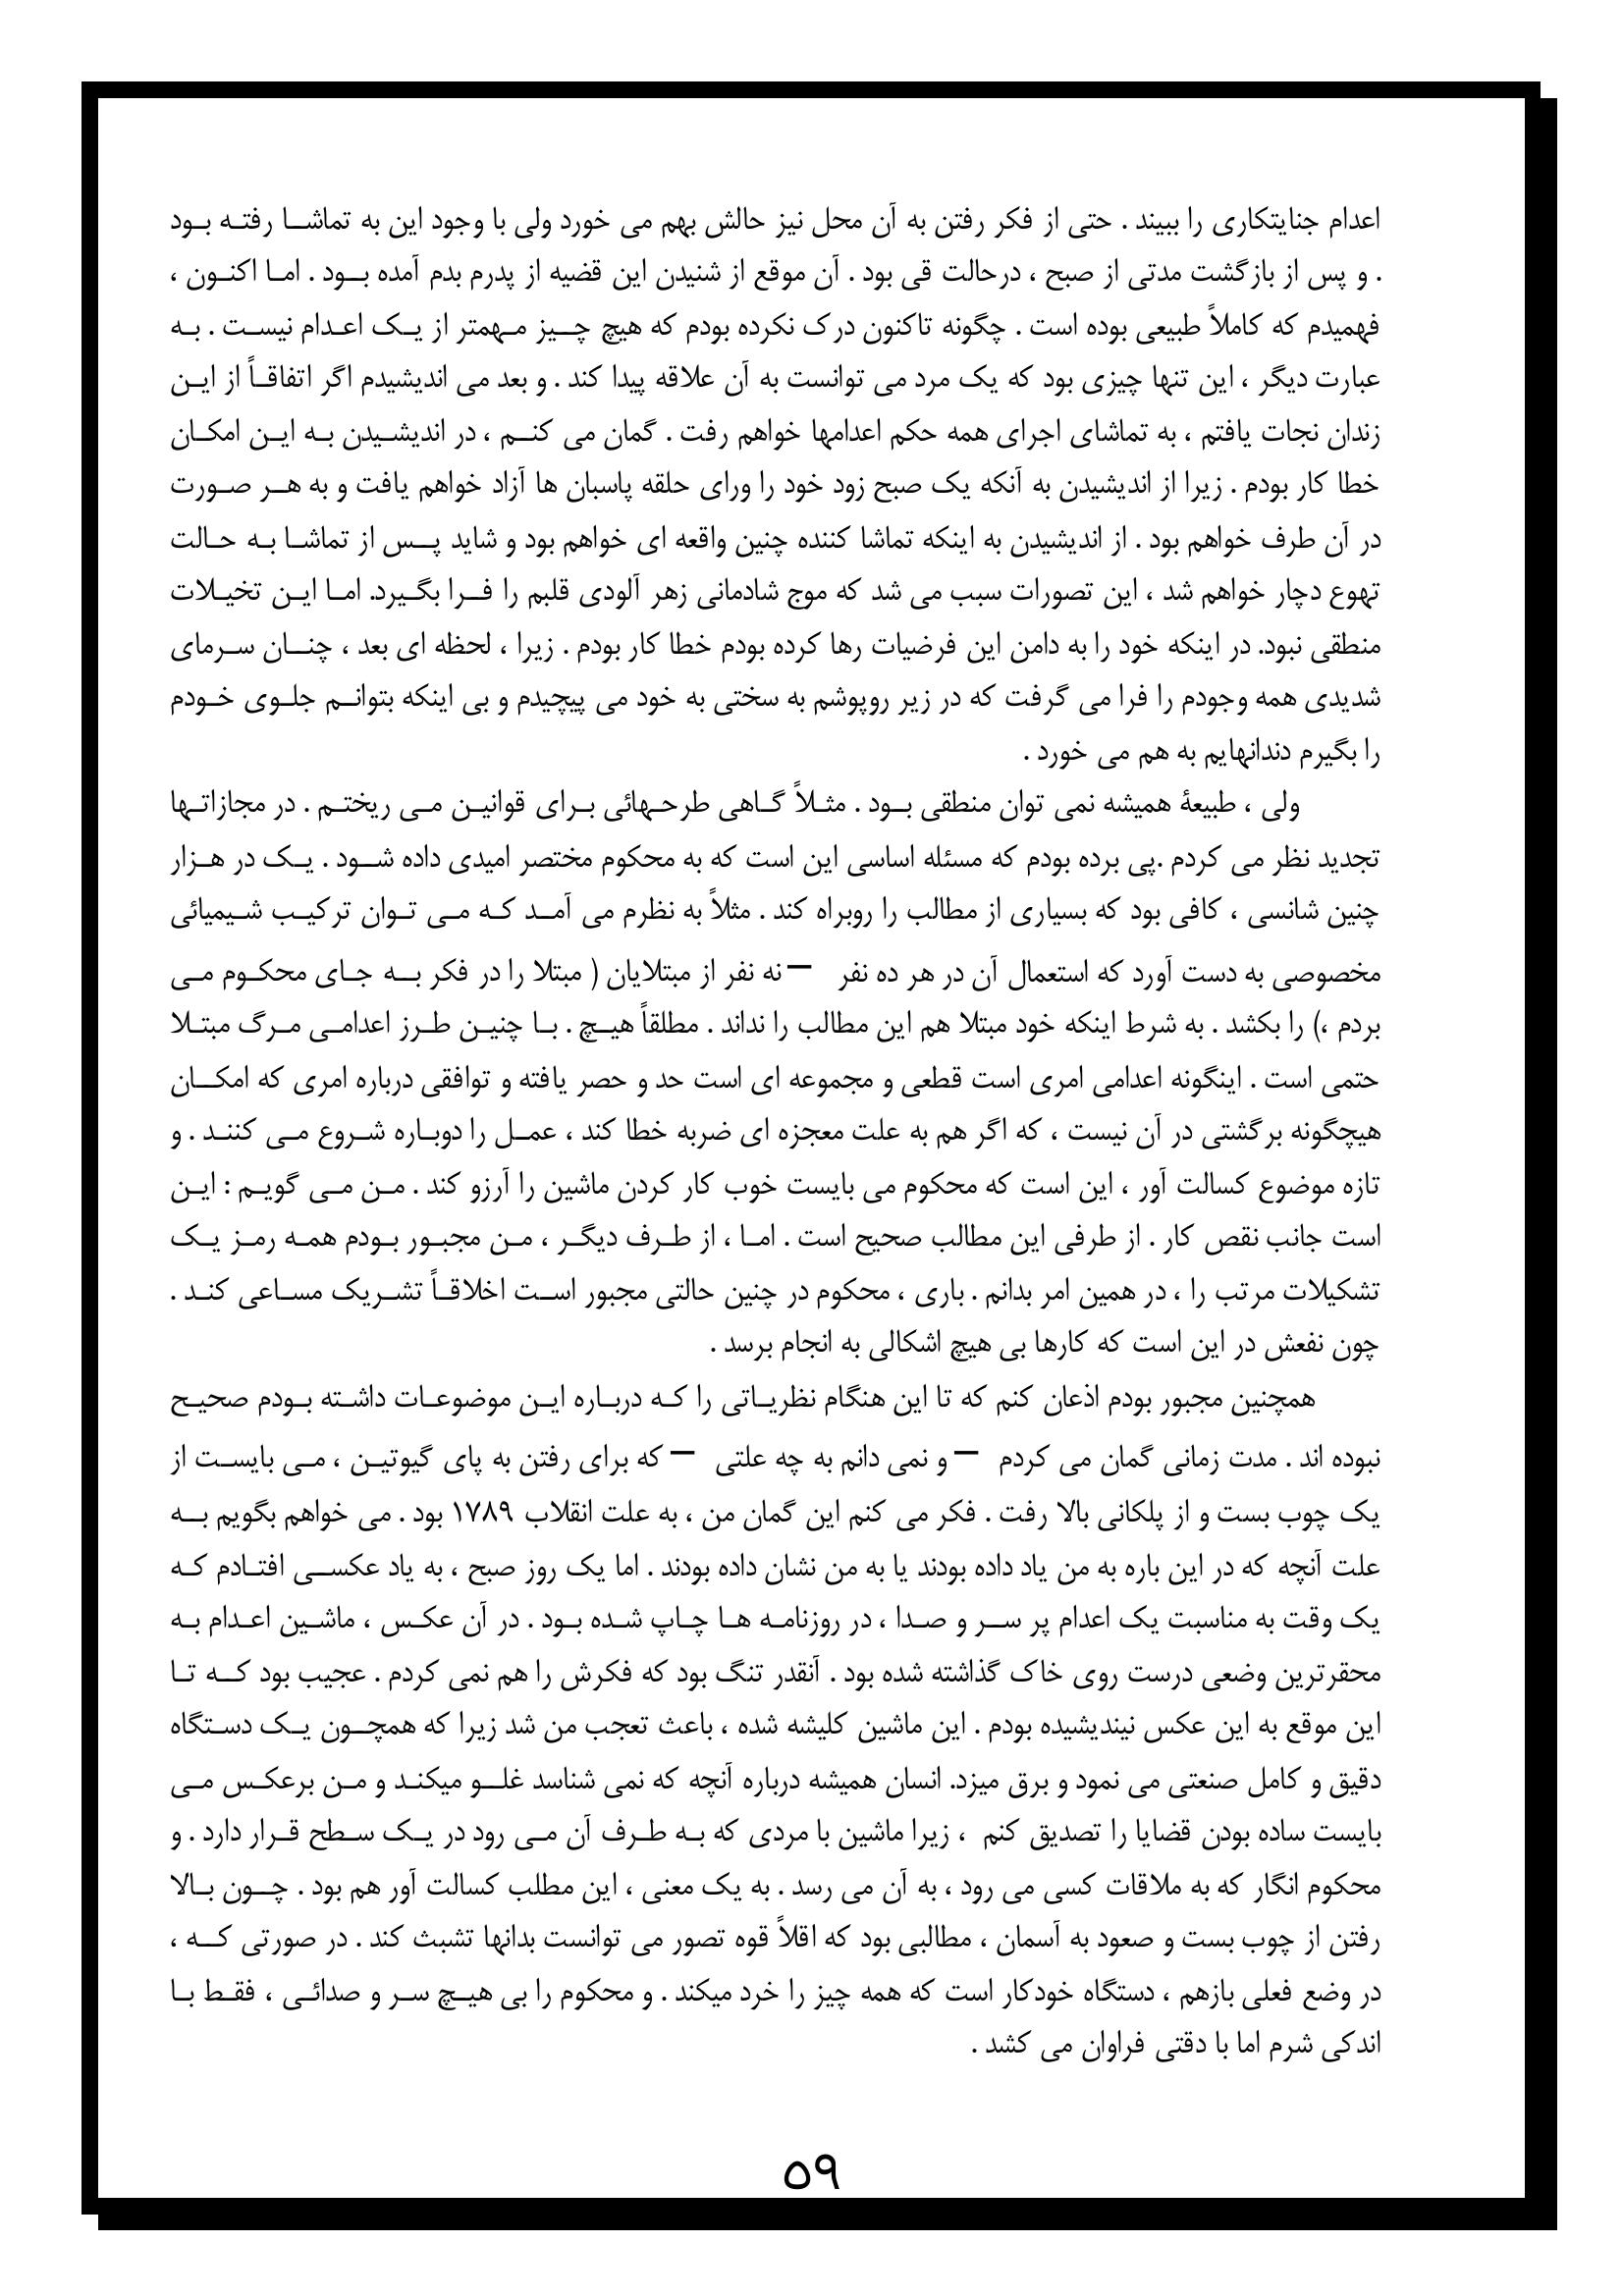 اعدام جنایتکاری را ببیند . حتی از فکر رفتن به آن محل نیز حالش بهم می خورد ولی با وجود این به تماشا رفته بود
. و پس از بازگشت مدتی از صبح ، درحالت قی بود . آن موقع از شنیدن این قضیه از پدرم بدم آمده بود . اما اکنون ،
فهمیدم که کاملاً طبیعی بوده است . چگونه تاکنون درک نکرده بودم که هیچ چیز مهمتر از یک اعدام نیست . به
عبارت دیگر ، این تنها چیزی بود که یک مرد می توانست به آن علاقه پیدا کند . و بعد می اندیشیدم اگر اتفاقاً از این
زندان نجات یافتم ، به تماشای اجرای همه حکم اعدامها خواهم رفت . گمان می کنم ، در اندیشیدن به این امکان
خطا کار بودم . زیرا از اندیشیدن به آنکه یک صبح زود خود را ورای حلقه پاسبان ها آزاد خواهم یافت و به هر صورت
در آن طرف خواهم بود . از اندیشیدن به اینکه تماشا کننده چنین واقعه ای خواهم بود و شاید پس از تماشا به حالت
تهوع دچار خواهم شد ، این تصورات سبب می شد که موج شادمانی زهر آلودی قلبم را فرا بگیرد. اما این تخیلات
منطقی نبود. در اینکه خود را به دامن این فرضیات رها کرده بودم خطا کار بودم . زیرا ، لحظه ای بعد ، چنان سرمای
شدیدی همه وجودم را فرا می گرفت که در زیر روپوشم به سختی به خود می پیچیدم و بی اینکه بتوانم جلوی خودم
را بگیرم دندانهایم به هم می خورد .
ولی ، طبیعهٔ همیشه نمی توان منطقی بود . مثلاً گاهی طرحهائی برای قوانین می ریختم . در مجازاتها
تجدید نظر می کردم .پی برده بودم که مسئله اساسی این است که به محکوم مختصر امیدی داده شود . یک در هزار
چنین شانسی ، کافی بود که بسیاری از مطالب را روبراه کند . مثلاً به نظرم می آمد که می توان ترکیب شیمیائی
مخصوصی به دست آورد که استعمال آن در هر ده نفر – نه نفر از مبتلایان ( مبتلا را در فکر به جای محکوم می
بردم ،) را بکشد . به شرط اینکه خود مبتلا هم این مطالب را نداند . مطلقاً هیچ . با چنین طرز اعدامی مرگ مبتلا
حتمی است . اینگونه اعدامی امری است قطعی و مجموعه ای است حد و حصر یافته و توافقی درباره امری که امکان
هیچگونه برگشتی در آن نیست ، که اگر هم به علت معجزه ای ضربه خطا کند ، عمل را دوباره شروع می کنند . و
تازه موضوع کسالت آور ، این است که محکوم می بایست خوب کار کردن ماشین را آرزو کند . من می گویم : این
است جانب نقص کار . از طرفی این مطالب صحیح است . اما ، از طرف دیگر ، من مجبور بودم همه رمز یک
تشکیلات مرتب را ، در همین امر بدانم . باری ، محکوم در چنین حالتی مجبور است اخلاقاً تشریک مساعی کند .
چون نفعش در این است که کارها بی هیچ اشکالی به انجام برسد .
همچنین مجبور بودم اذعان کنم که تا این هنگام نظریاتی را که درباره این موضوعات داشته بودم صحیح
نبوده اند . مدت زمانی گمان می کردم – و نمی دانم به چه علتی – که برای رفتن به پای گیوتین ، می بایست از
یک چوب بست و از پلکانی بالا رفت . فکر می کنم این گمان من ، به علت انقلاب ۱۷۸۹ بود . می خواهم بگویم به
علت آنچه که در این باره به من یاد داده بودند یا به من نشان داده بودند . اما یک روز صبح ، به یاد عکسی افتادم که
یک وقت به مناسبت یک اعدام پر سر و صدا ، در روزنامه ها چاپ شده بود . در آن عکس ، ماشین اعدام به
محقرترین وضعی درست روی خاک گذاشته شده بود . آنقدر تنگ بود که فکرش را هم نمی کردم . عجیب بود که تا
این موقع به این عکس نیندیشیده بودم . این ماشین کلیشه شده ، باعث تعجب من شد زیرا که همچون یک دستگاه
دقیق و کامل صنعتی می نمود و برق میزد. انسان همیشه درباره آنچه که نمی شناسد غلو میکند و من برعکس می
بایست ساده بودن قضایا را تصدیق کنم ، زیرا ماشین با مردی که به طرف آن می رود در یک سطح قرار دارد . و
محکوم انگار که به ملاقات کسی می رود ، به آن می رسد . به یک معنی ، این مطلب کسالت آور هم بود . چون بالا
رفتن از چوب بست و صعود به آسمان ، مطالبی بود که اقلاً قوه تصور می توانست بدانها تشبث کند . در صورتی که ،
در وضع فعلی بازهم ، دستگاه خودکار است که همه چیز را خرد میکند . و محکوم را بی هیچ سر و صدائی ، فقط با
اندکی شرم اما با دقتی فراوان می کشد .
۵۹